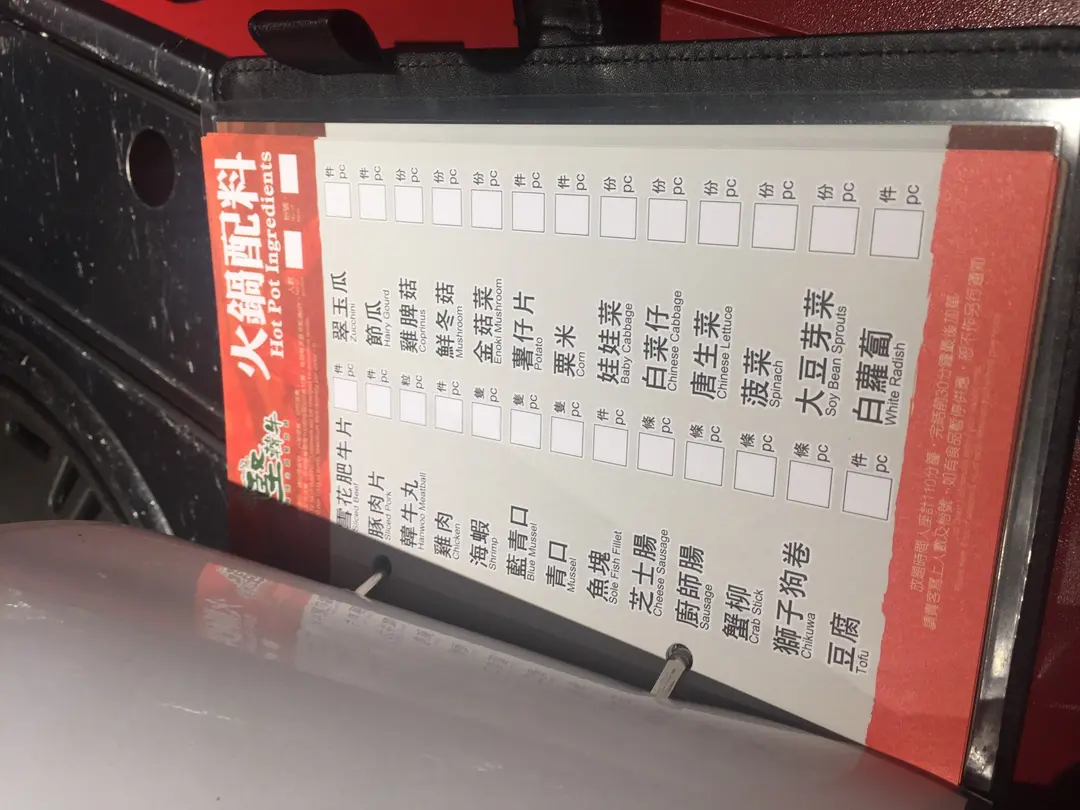 火鍋配料
Hot Pot Ingredients
雪花肥牛片 件
Sliced Beef pc
豚肉片 件
Sliced Pork pc
韓牛丸 粒
Hanwoo Meatball pc
雞肉 件
Chicken pc
海蝦 隻
Shrimp pc
藍青口 隻
Blue Mussel pc
青口 隻
Mussel pc
魚塊 件
Sole Fish Fillet pc
芝士腸 條
Cheese Sausage pc
廚師腸 條
Sausage pc
蟹柳 條
Crab Stick pc
獅子狗卷 條
Chikuwa pc
豆腐 件
Tofu pc
翠玉瓜 件
Zucchini pc
節瓜 件
Hairy Gourd pc
雞脾菇 份
Coprinus pc
鮮冬菇 份
Mushroom pc
金菇菜 份
Enoki Mushroom pc
薯仔片 件
Potato pc
粟米 件
Corn pc
娃娃菜 份
Baby Cabbage pc
白菜仔 份
Chinese Cabbage pc
唐生菜 份
Chinese Lettuce pc
菠菜 份
Spinach pc
大豆芽菜 份
Soy Bean Sprouts pc
白蘿蔔 件
White Radish pc